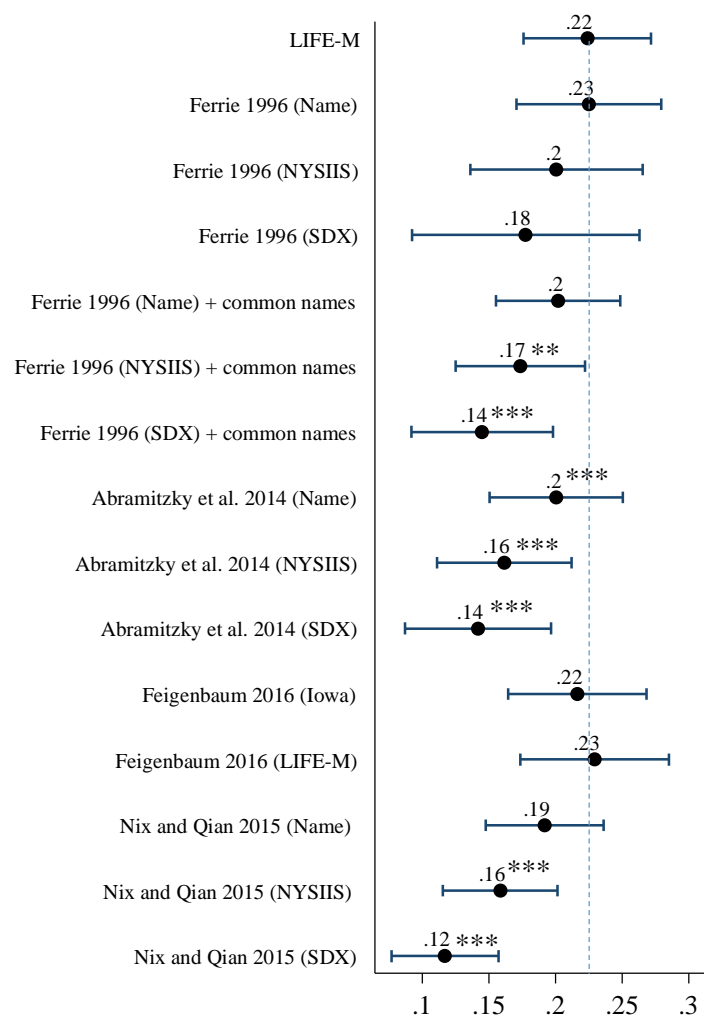 LIFE-M .22
Ferrie 1996 (Name) .23
Ferrie 1996 (NYSIIS) .2
Ferrie 1996 (SDX) .18
Ferrie 1996 (Name) + common names .2
Ferrie 1996 (NYSIIS) + common names .17 **
Ferrie 1996 (SDX) + common names .14 ***
Abramitzky et al. 2014 (Name) .2 ***
Abramitzky et al. 2014 (NYSIIS) .16 ***
Abramitzky et al. 2014 (SDX) .14 ***
Feigenbaum 2016 (Iowa) .22
Feigenbaum 2016 (LIFE-M) .23
Nix and Qian 2015 (Name) .19
Nix and Qian 2015 (NYSIIS) .16 ***
Nix and Qian 2015 (SDX) .12 ***
.1 .15 .2 .25 .3